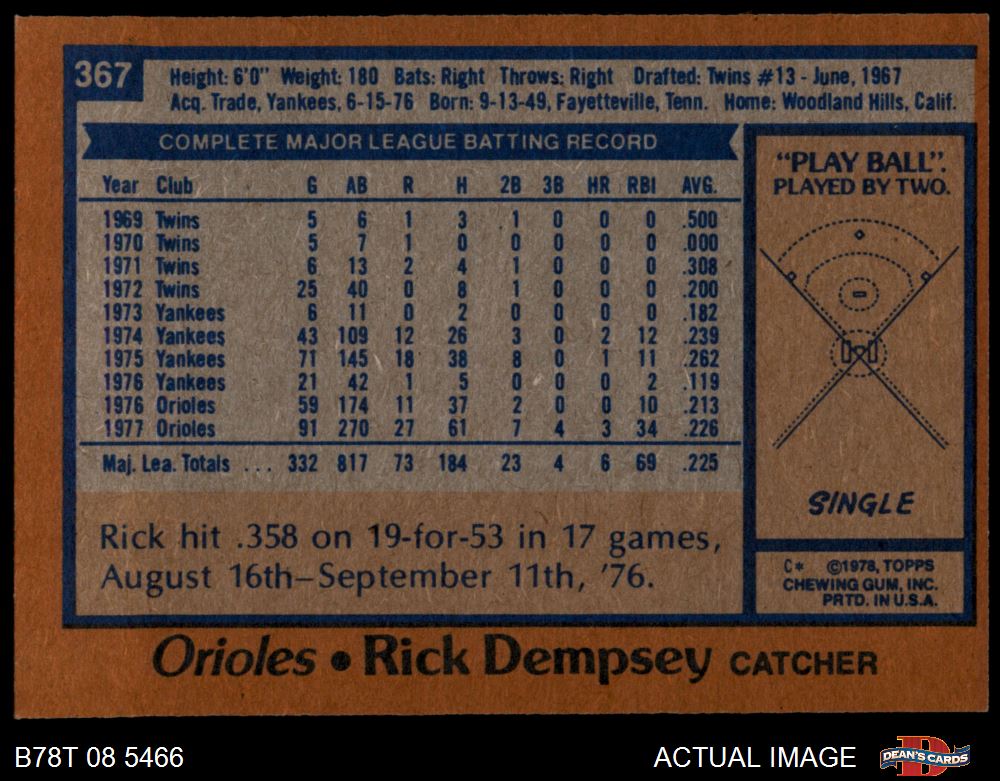 367
Height: 6'0" Weight: 180 Bats: Right Throws: Right Drafted: Twins #13 - June, 1967
Acq. Trade, Yankees, 6-15-76 Born: 9-13-49, Fayetteville, Tenn. Home: Woodland Hills, Calif.
COMPLETE MAJOR LEAGUE BATTING RECORD
Year Club G AB R H 2B 3B HR RBI AVG.
1969 Twins 5 6 1 3 1 0 0 0 .500
1970 Twins 5 7 1 0 0 0 0 0 .000
1971 Twins 6 13 2 4 1 0 0 0 .308
1972 Twins 25 40 0 8 1 0 0 0 .200
1973 Yankees 6 11 0 2 0 0 0 0 .182
1974 Yankees 43 109 12 26 3 0 2 12 .239
1975 Yankees 71 145 18 38 8 0 1 11 .262
1976 Yankees 21 42 1 5 0 0 0 2 .119
1976 Orioles 59 174 11 37 2 0 0 10 .213
1977 Orioles 91 270 27 61 7 4 3 34 .226
Maj. Lea. Totals ... 332 817 73 184 23 4 6 69 .225
Rick hit .358 on 19-for-53 in 17 games,
August 16th–September 11th, '76.
"PLAY BALL".
PLAYED BY TWO.
SINGLE
C* ©1978, TOPPS
CHEWING GUM, INC.
PRTD. IN U.S.A.
Orioles • Rick Dempsey CATCHER
B78T 08 5466 ACTUAL IMAGE
DEAN'S CARDS